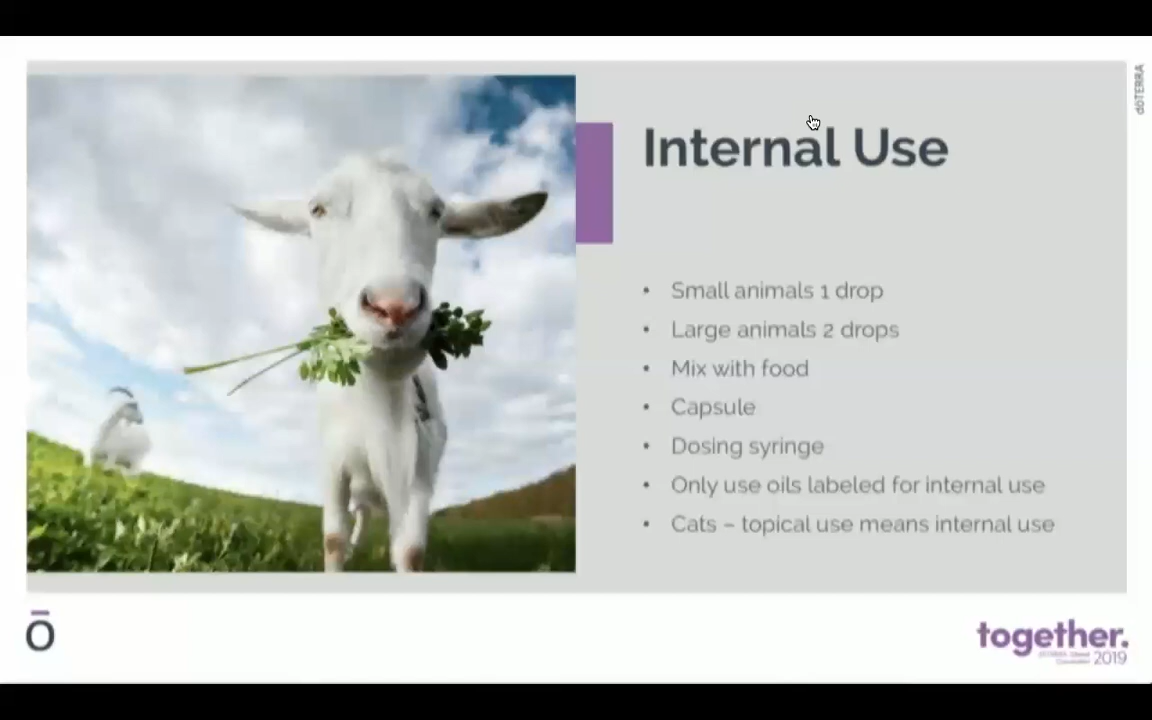 dōTERRA
Internal Use
• Small animals 1 drop
• Large animals 2 drops
• Mix with food
• Capsule
• Dosing syringe
• Only use oils labeled for internal use
• Cats – topical use means internal use
Ō
together.
2019